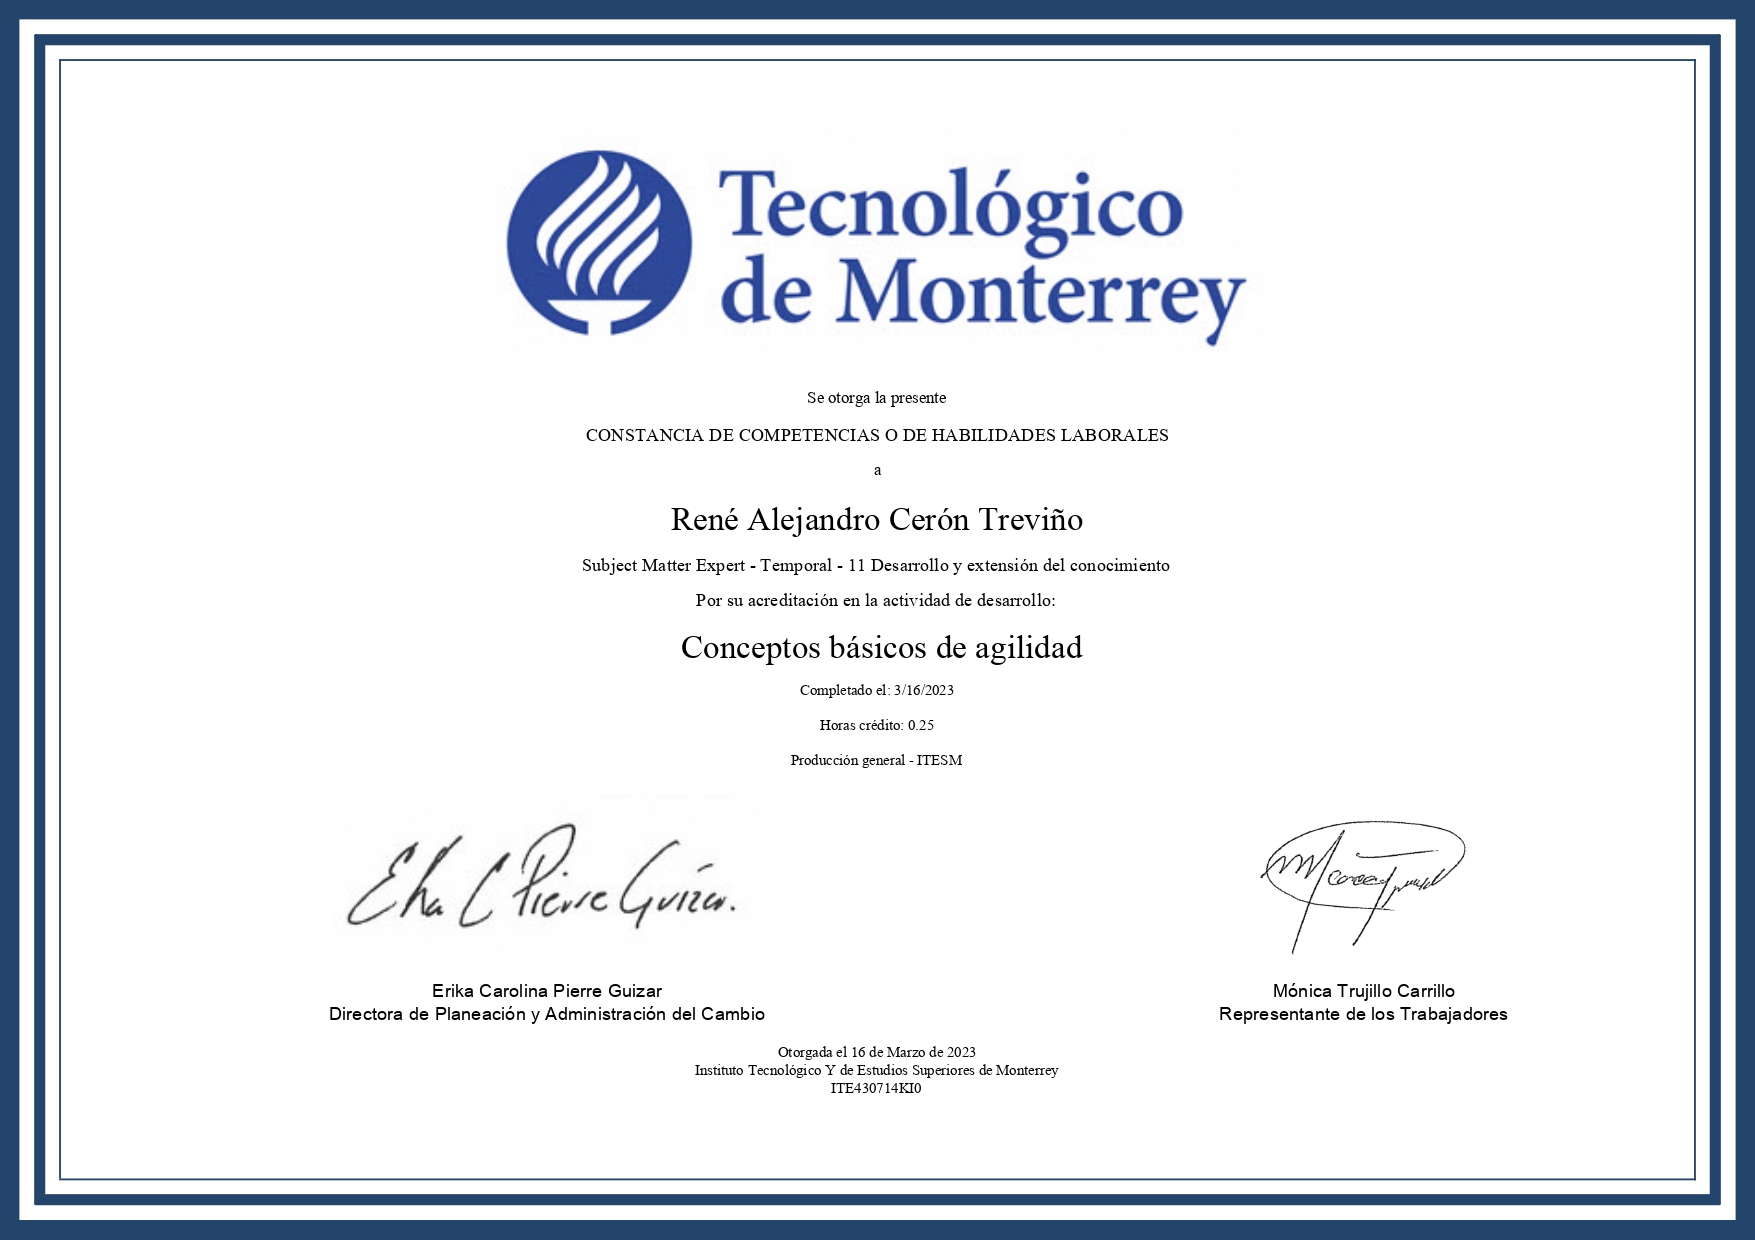 Tecnológico
de Monterrey
Se otorga la presente
CONSTANCIA DE COMPETENCIAS O DE HABILIDADES LABORALES
a
René Alejandro Cerón Treviño
Subject Matter Expert - Temporal - 11 Desarrollo y extensión del conocimiento
Por su acreditación en la actividad de desarrollo:
Conceptos básicos de agilidad
Completado el: 3/16/2023
Horas crédito: 0.25
Producción general - ITESM
Erika Carolina Pierre Guizar
Directora de Planeación y Administración del Cambio
Mónica Trujillo Carrillo
Representante de los Trabajadores
Otorgada el 16 de Marzo de 2023
Instituto Tecnológico Y de Estudios Superiores de Monterrey
ITE430714KI0